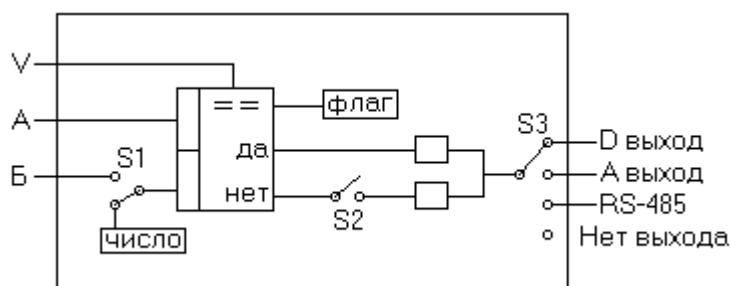 V
== флаг
А
S3
да
D выход
S1
А выход
Б
нет
RS-485
S2
число
Нет выхода